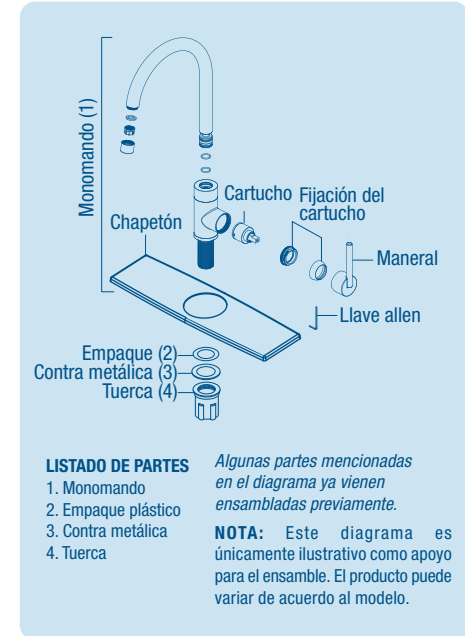 Monomando (1)
Cartucho
Fijación del
cartucho
Chapetón
Maneral
Llave allen
Empaque (2)
Contra metálica (3)
Tuerca (4)
LISTADO DE PARTES
1. Monomando
2. Empaque plástico
3. Contra metálica
4. Tuerca
Algunas partes mencionadas
en el diagrama ya vienen
ensambladas previamente.
NOTA: Este diagrama es
únicamente ilustrativo como apoyo
para el ensamble. El producto puede
variar de acuerdo al modelo.